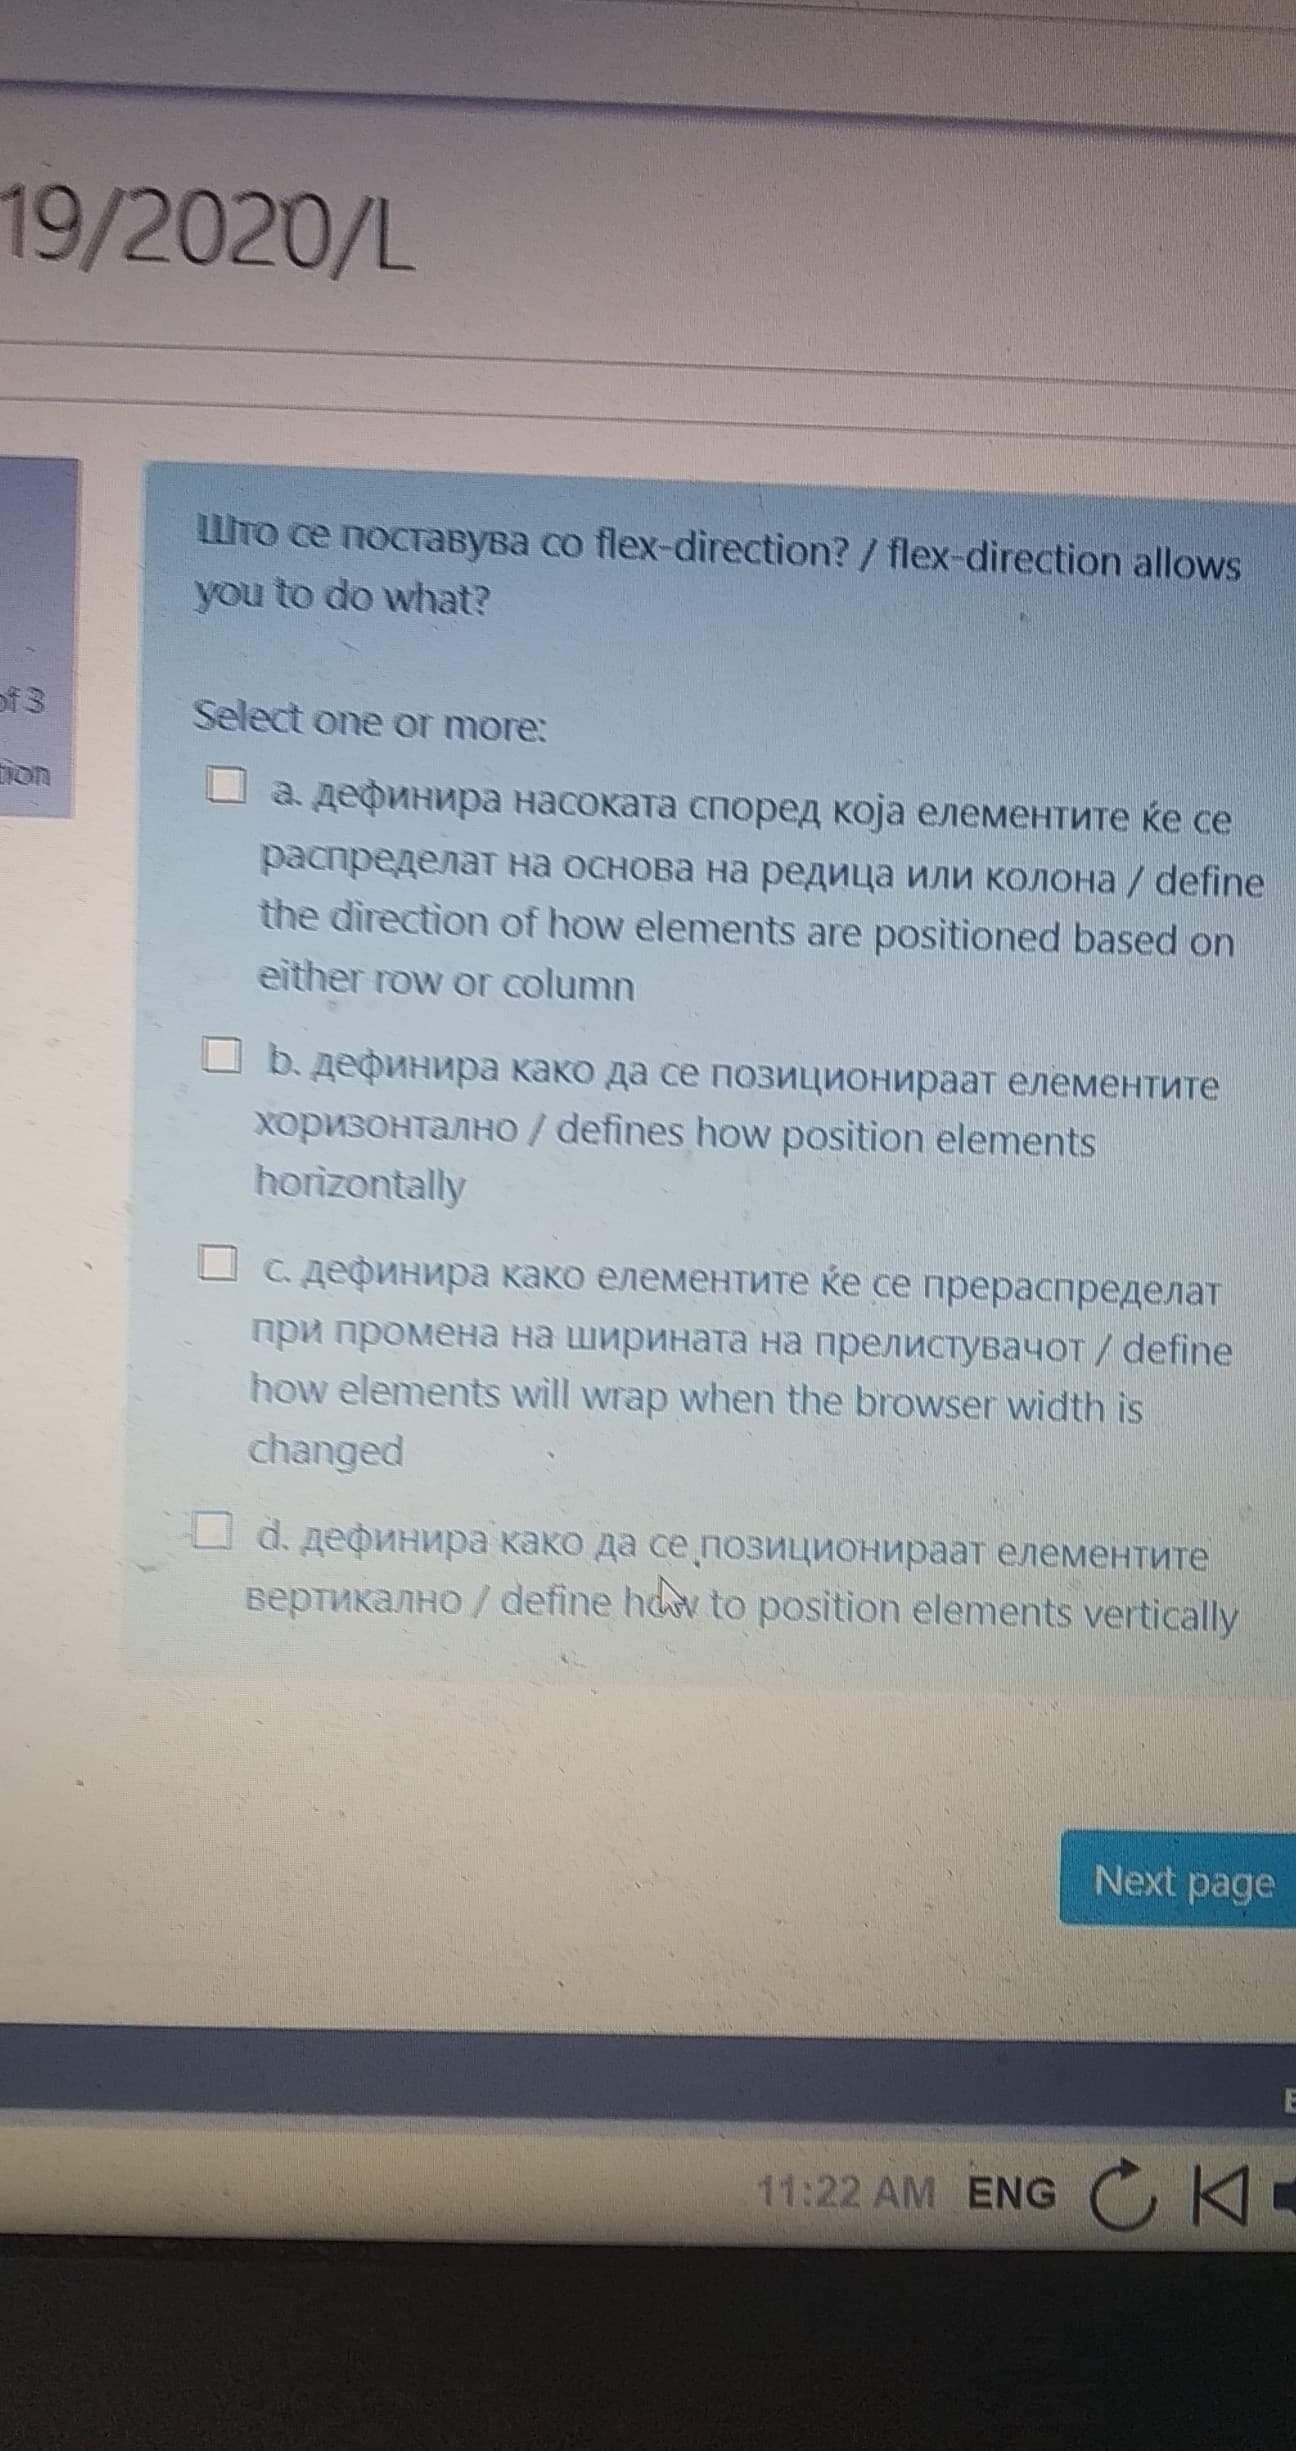 19/2020/L
Што се поставува со flex-direction? / flex-direction allows
you to do what?
of 3
Select one or more:
a. дефинира насоката според која елементите ќе се
распределат на основа на редица или колона / define
the direction of how elements are positioned based on
either row or column
b. дефинира како да се позиционираат елементите
хоризонтално / defines how position elements
horizontally
c. дефинира како елементите ќе се прераспределат
при промена на ширината на прелистувачот / define
how elements will wrap when the browser width is
changed
d. дефинира како да се позиционираат елементите
вертикално / define how to position elements vertically
Next page
11:22 AM ENG